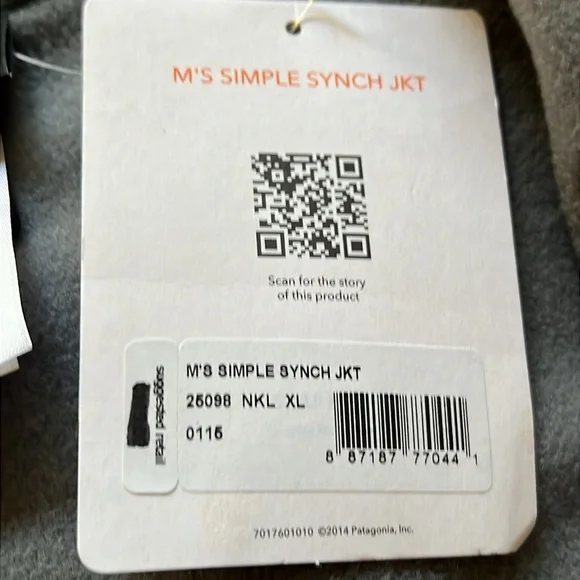 M'S SIMPLE SYNCH JKT
Scan for the story
of this product
suggested retail
M'S SIMPLE SYNCH JKT
25098 NKL XL
0115
8 87187 77044 1
7017601010 ©2014 Patagonia, Inc.